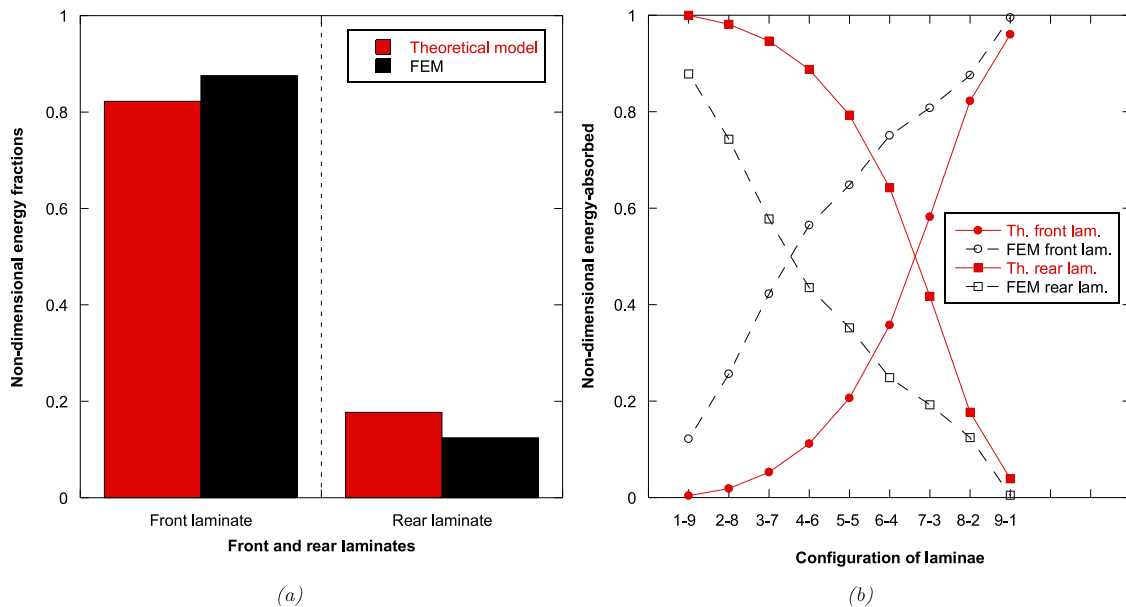 Non-dimensional energy fractions
1
0.8
0.6
0.4
0.2
0
Theoretical model
FEM
Front laminate
Rear laminate
Front and rear laminates
(a)
Non-dimensional energy-absorbed
1
0.8
0.6
0.4
0.2
0
Th. front lam.
FEM front lam.
Th. rear lam.
FEM rear lam.
1-9 2-8 3-7 4-6 5-5 6-4 7-3 8-2 9-1
Configuration of laminae
(b)